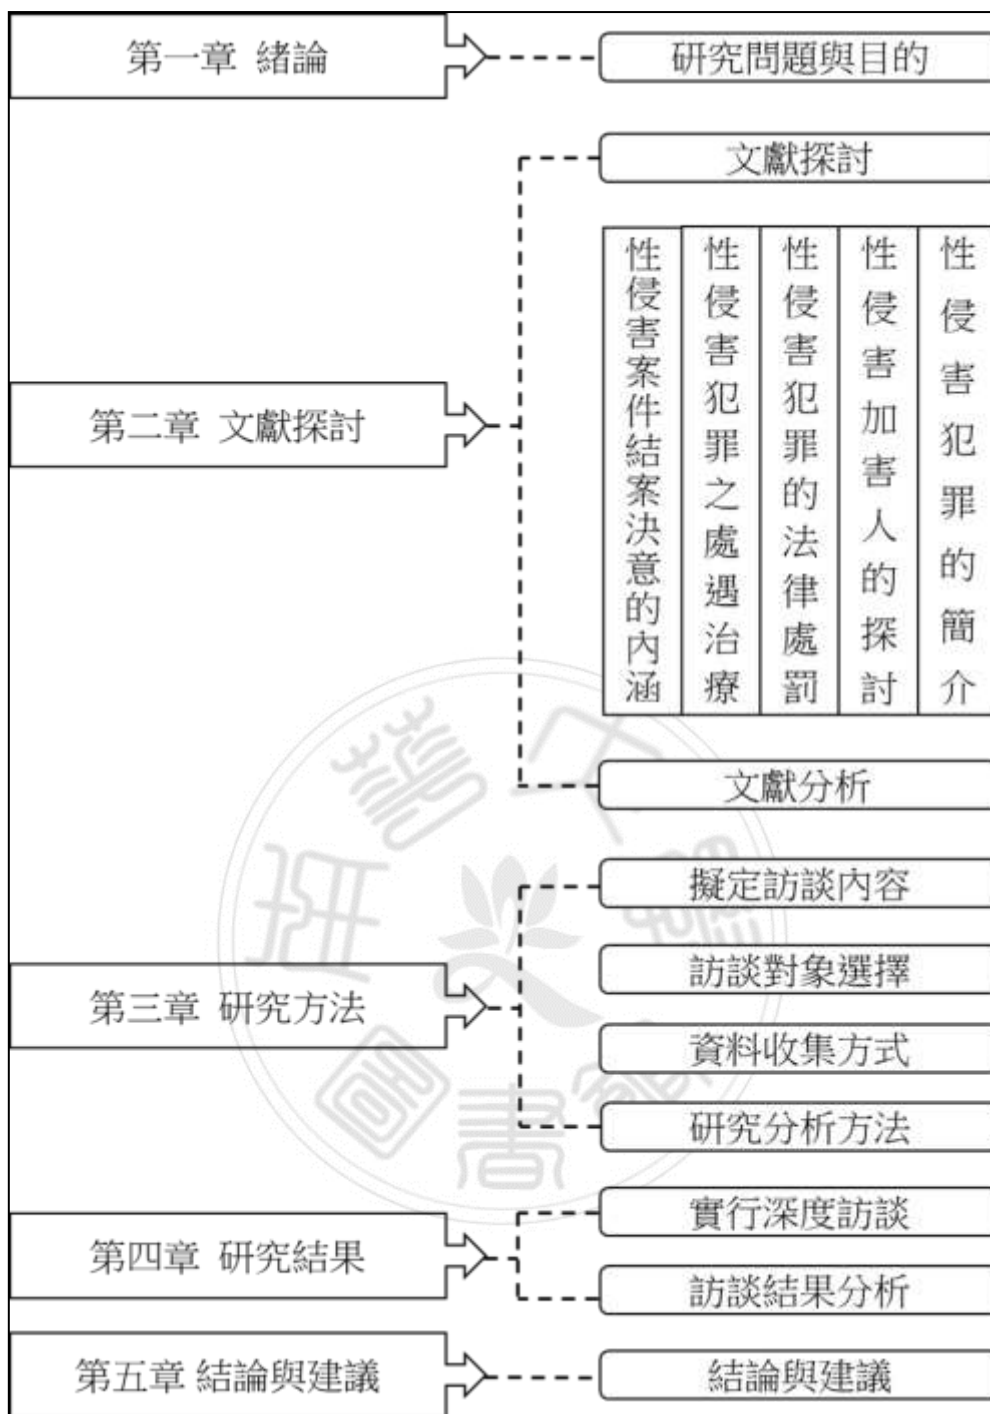 第一章 緒論
研究問題與目的
第二章 文獻探討
文獻探討
性侵害犯罪的簡介
性侵害加害人的探討
性侵害犯罪的法律處罰
性侵害犯罪之處遇治療
性侵害案件結案決意的內涵
文獻分析
第三章 研究方法
擬定訪談內容
訪談對象選擇
資料收集方式
研究分析方法
第四章 研究結果
實行深度訪談
訪談結果分析
第五章 結論與建議
結論與建議